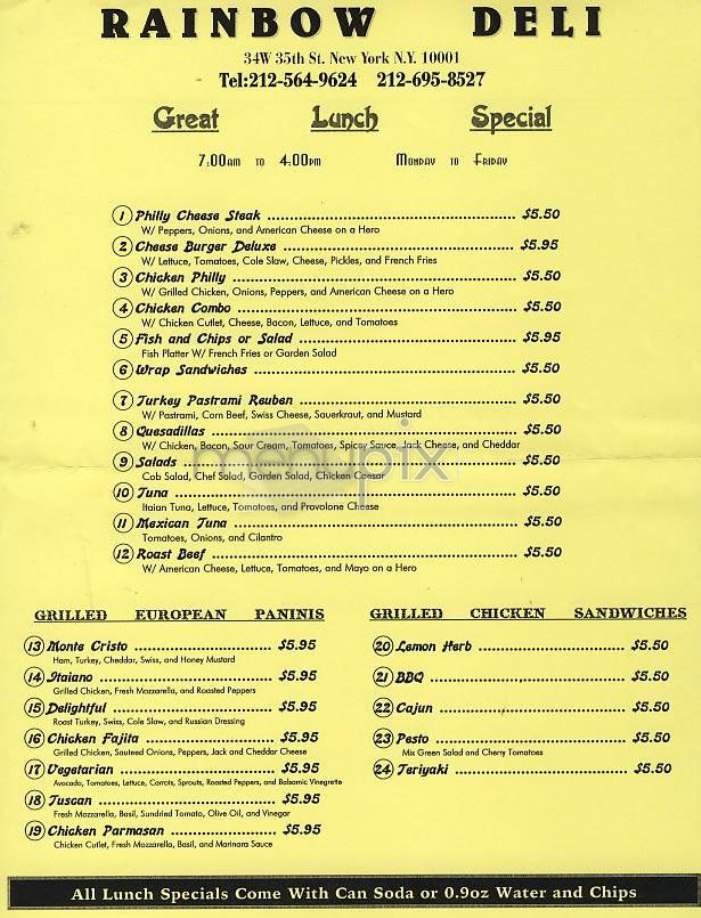 RAINBOW DELI
34W 35th St. New York N.Y. 10001
Tel:212-564-9624 212-695-8527
Great Lunch Special
7:00am to 4:00pm Monday to Friday
1 Philly Cheese Steak $5.50
W/ Peppers, Onions, and American Cheese on a Hero
2 Cheese Burger Deluxe $5.95
W/ Lettuce, Tomatoes, Cole Slaw, Cheese, Pickles, and French Fries
3 Chicken Philly $5.50
W/ Grilled Chicken, Onions, Peppers, and American Cheese on a Hero
4 Chicken Combo $5.50
W/ Chicken Cutlet, Cheese, Bacon, Lettuce, and Tomatoes
5 Fish and Chips or Salad $5.95
Fish Platter W/ French Fries or Garden Salad
6 Wrap Sandwiches $5.50
7 Turkey Pastrami Reuben $5.50
W/ Pastrami, Corn Beef, Swiss Cheese, Sauerkraut, and Mustard
8 Quesadillas $5.50
W/ Chicken, Bacon, Sour Cream, Tomatoes, Spicy Sauce, Jack Cheese, and Cheddar
9 Salads $5.50
Cob Salad, Chef Salad, Garden Salad, Chicken Ceasar
menupix
10 Tuna $5.50
Itaian Tuna, Lettuce, Tomatoes, and Provolone Cheese
11 Mexican Tuna $5.50
Tomatoes, Onions, and Cilantro
12 Roast Beef $5.50
W/ American Cheese, Lettuce, Tomatoes, and Mayo on a Hero
GRILLED EUROPEAN PANINIS
13 Monte Cristo $5.95
Ham, Turkey, Cheddar, Swiss, and Honey Mustard
14 Itaiano $5.95
Grilled Chicken, Fresh Mozzarella, and Roasted Peppers
15 Delightful $5.95
Roast Turkey, Swiss, Cole Slaw, and Russian Dressing
16 Chicken Fajita $5.95
Grilled Chicken, Sauteed Onions, Peppers, Jack and Cheddar Cheese
17 Vegetarian $5.95
Avocado, Tomatoes, Lettuce, Carrots, Sprouts, Roasted Peppers, and Balsamic Vinegrete
18 Tuscan $5.95
Fresh Mozzarella, Basil, Sundried Tomato, Olive Oil, and Vinegar
19 Chicken Parmasan $5.95
Chicken Cutlet, Fresh Mozzarella, Basil, and Marinara Sauce
GRILLED CHICKEN SANDWICHES
20 Lemon Herb $5.50
21 BBQ $5.50
22 Cajun $5.50
23 Pesto $5.50
Mix Green Salad and Cherry Tomatoes
24 Teriyaki $5.50
All Lunch Specials Come With Can Soda or 0.9oz Water and Chips